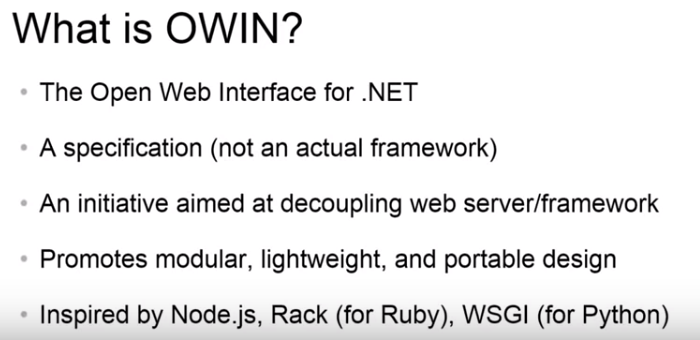 What is OWIN?
• The Open Web Interface for .NET
• A specification (not an actual framework)
• An initiative aimed at decoupling web server/framework
• Promotes modular, lightweight, and portable design
• Inspired by Node.js, Rack (for Ruby), WSGI (for Python)